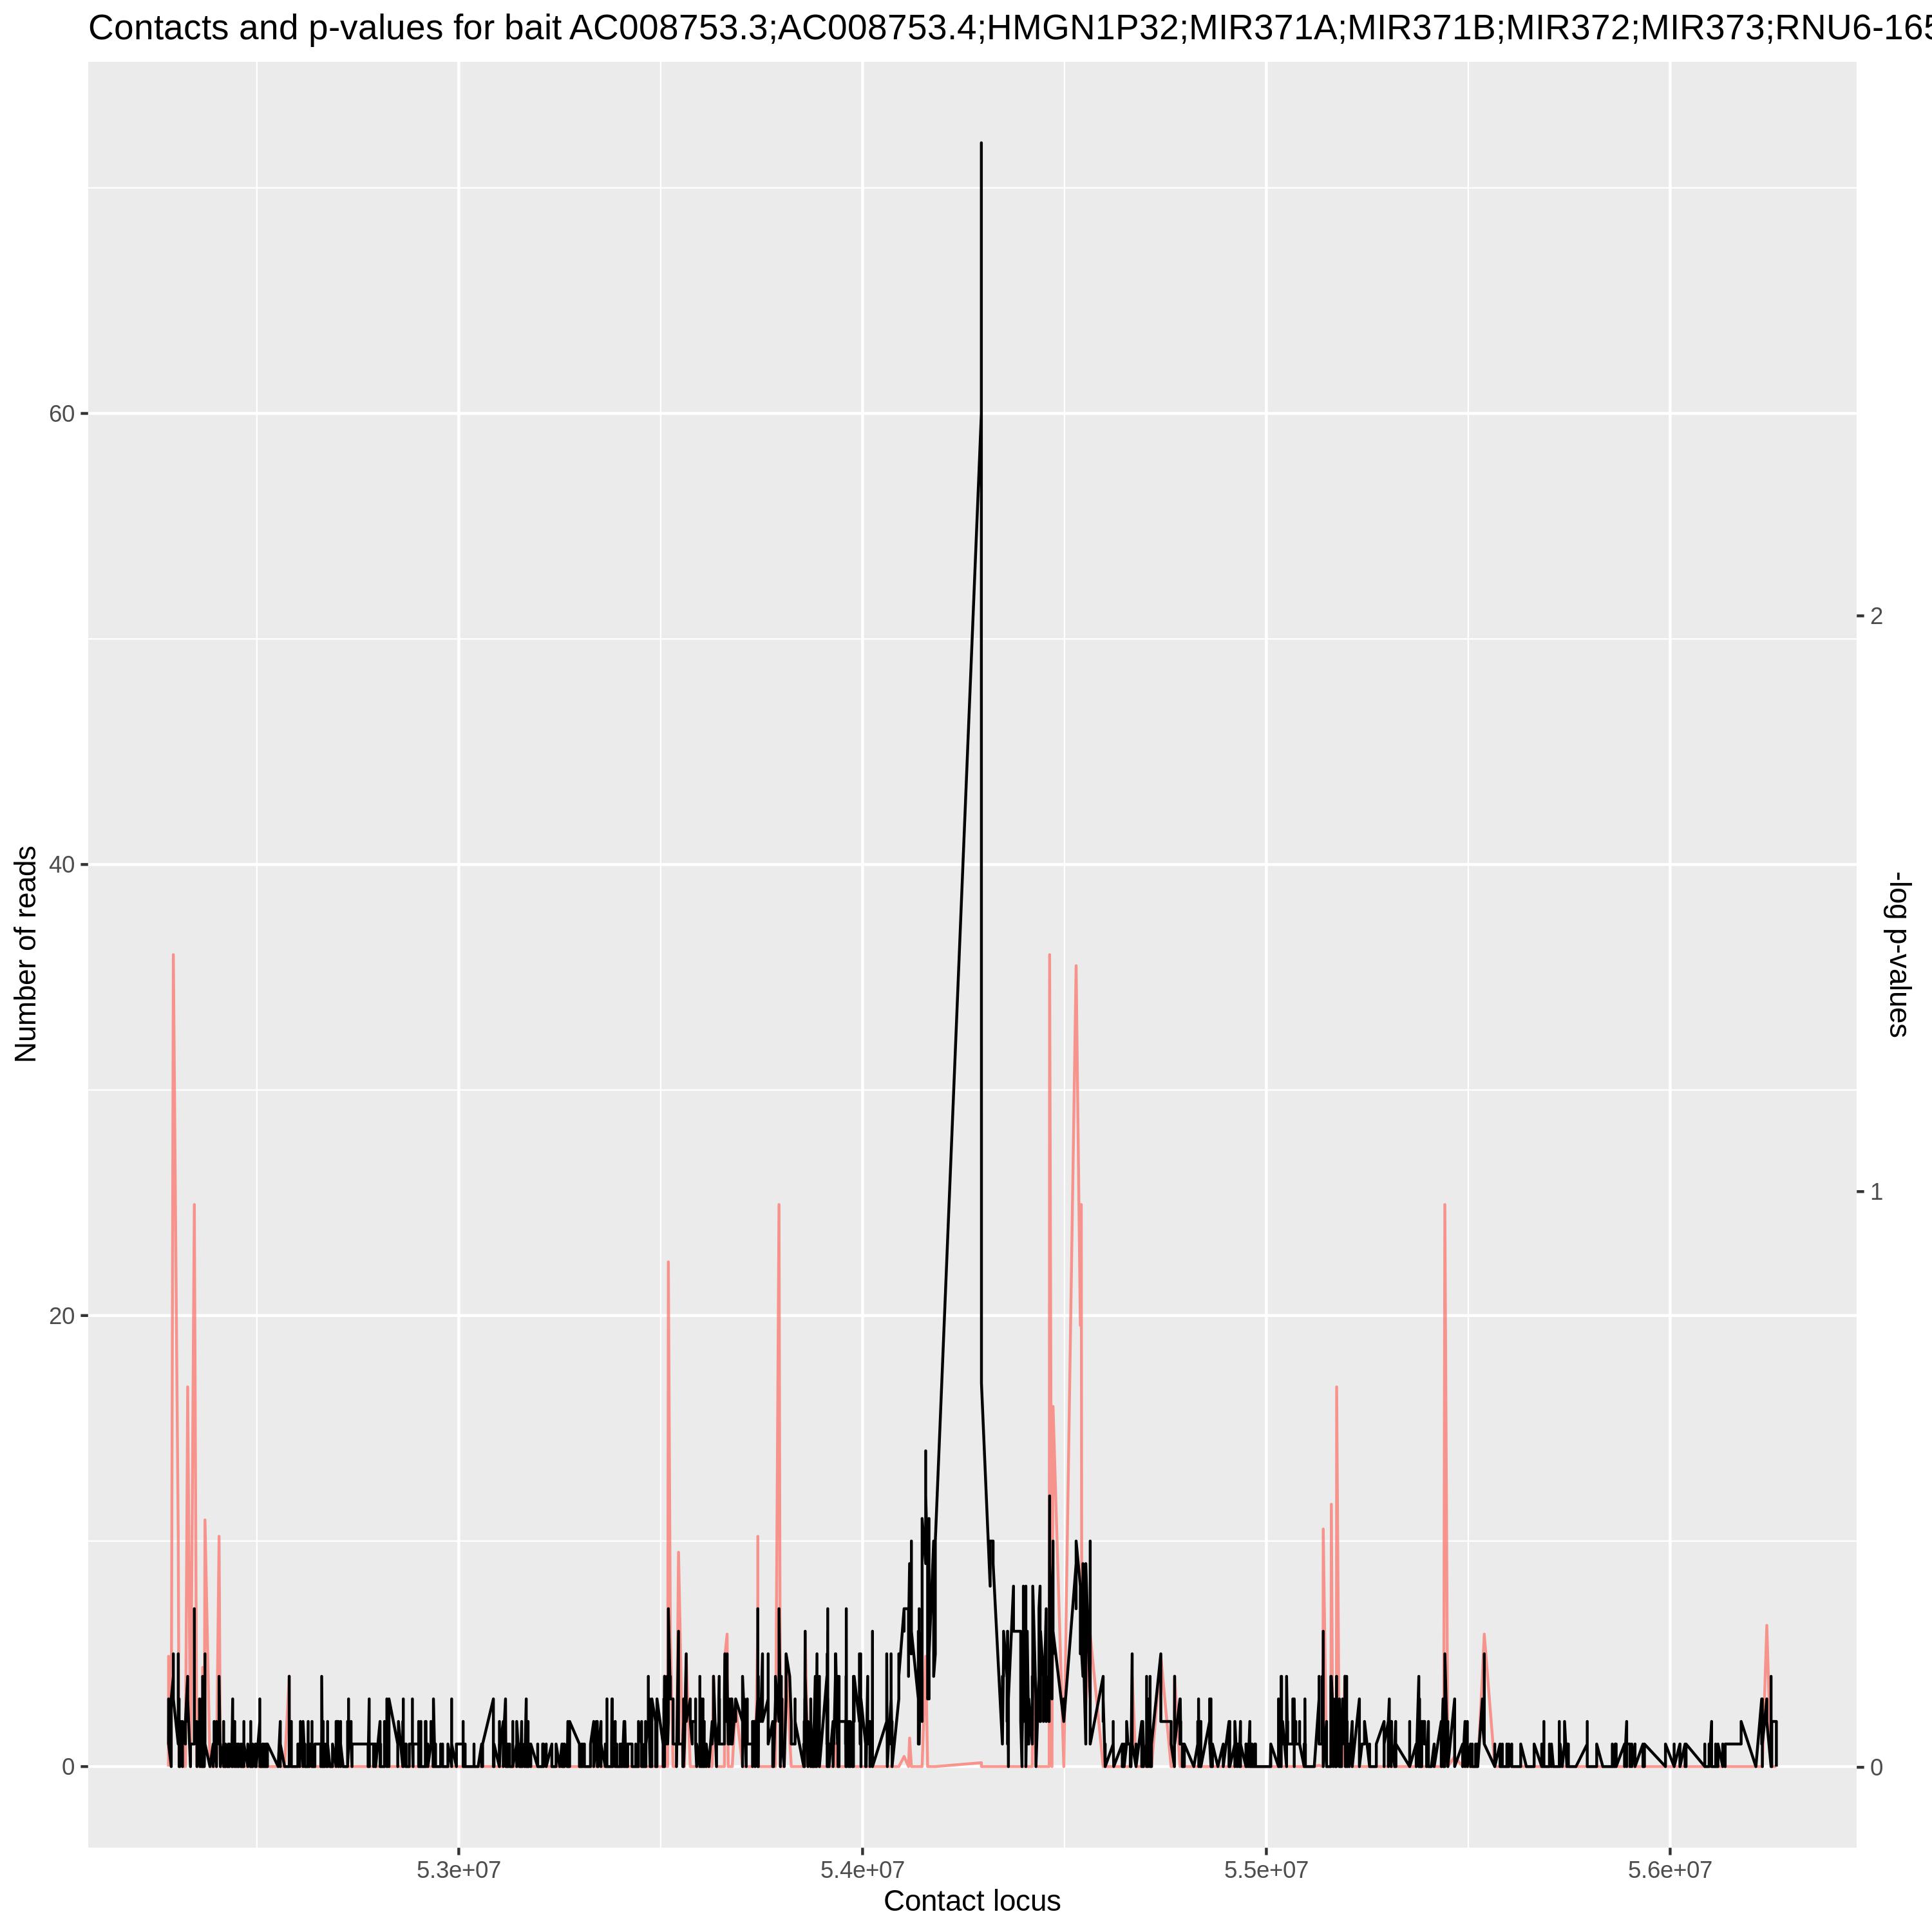 Contacts and p-values for bait AC008753.3;AC008753.4;HMGN1P32;MIR371A;MIR371B;MIR372;MIR373;RNU6-165
Number of reads
60
40
20
0
2
1
0
-log p-values
5.3e+07
5.4e+07
5.5e+07
5.6e+07
Contact locus